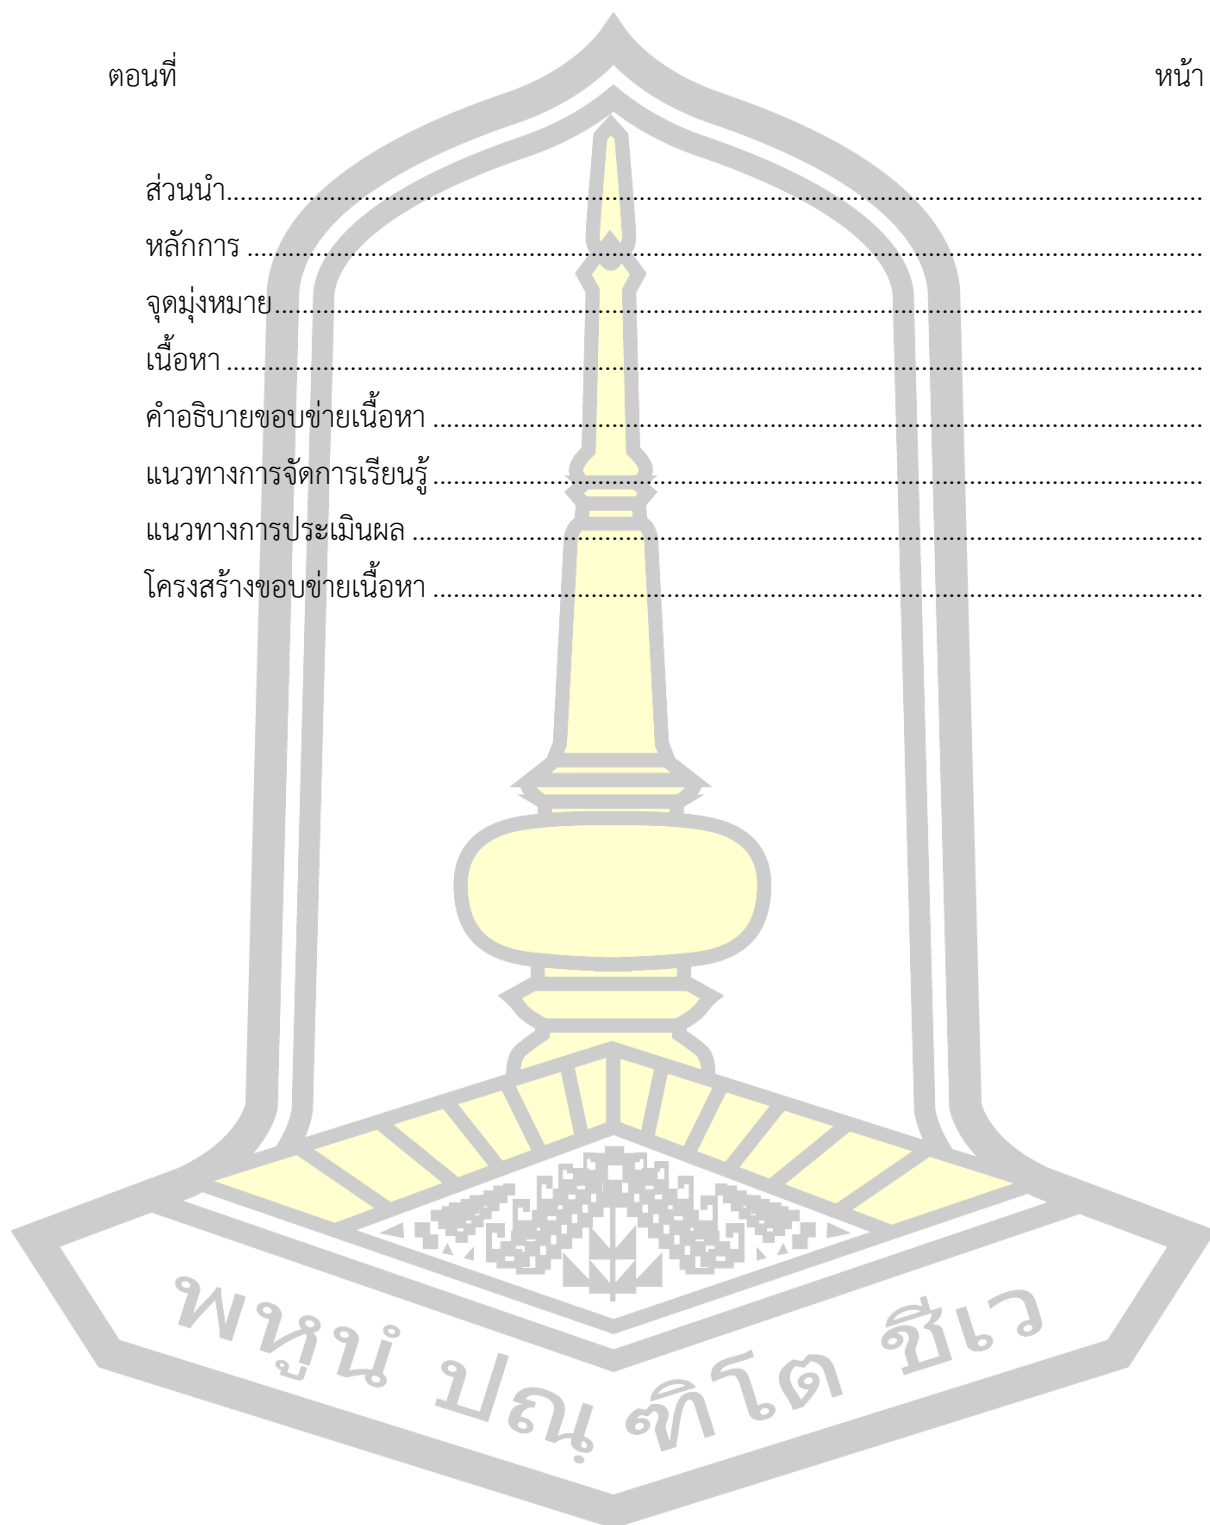 ตอนที่ หน้า
ส่วนนำ........................................................................................................................
หลักการ ........................................................................................................................
จุดมุ่งหมาย........................................................................................................................
เนื้อหา ........................................................................................................................
คำอธิบายขอบข่ายเนื้อหา ........................................................................................................................
แนวทางการจัดการเรียนรู้ ........................................................................................................................
แนวทางการประเมินผล ........................................................................................................................
โครงสร้างขอบข่ายเนื้อหา ........................................................................................................................
พหูนํ ปณฺฑิโต ชีเว